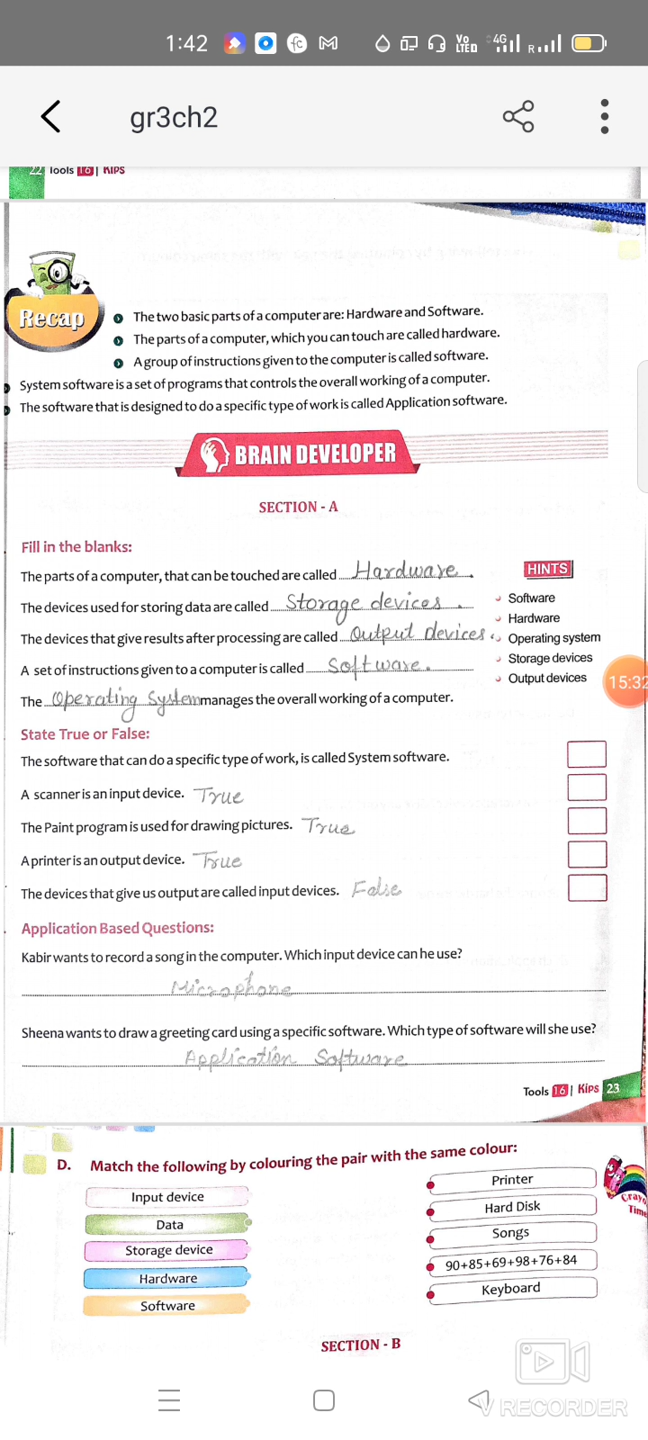 1:42
Vo
LTED
4G
R
gr3ch2
22 Tools 16 | KIPS
Recap
The two basic parts of a computer are: Hardware and Software.
The parts of a computer, which you can touch are called hardware.
A group of instructions given to the computer is called software.
System software is a set of programs that controls the overall working of a computer.
The software that is designed to do a specific type of work is called Application software.
BRAIN DEVELOPER
SECTION - A
Fill in the blanks:
The parts of a computer, that can be touched are called Hardware.
The devices used for storing data are called Storage devices.
The devices that give results after processing are called Output devices.
A set of instructions given to a computer is called Software.
The Operating System manages the overall working of a computer.
HINTS
Software
Hardware
Operating system
Storage devices
Output devices
15:32
State True or False:
The software that can do a specific type of work, is called System software.
A scanner is an input device. True
The Paint program is used for drawing pictures. True
A printer is an output device. True
The devices that give us output are called input devices. False
Application Based Questions:
Kabir wants to record a song in the computer. Which input device can he use?
Microphone
Sheena wants to draw a greeting card using a specific software. Which type of software will she use?
Application Software
Tools 16 | Kips 23
D. Match the following by colouring the pair with the same colour:
Crayo
Time
Input device
Data
Storage device
Hardware
Software
Printer
Hard Disk
Songs
90+85+69+98+76+84
Keyboard
SECTION - B
V RECORDER